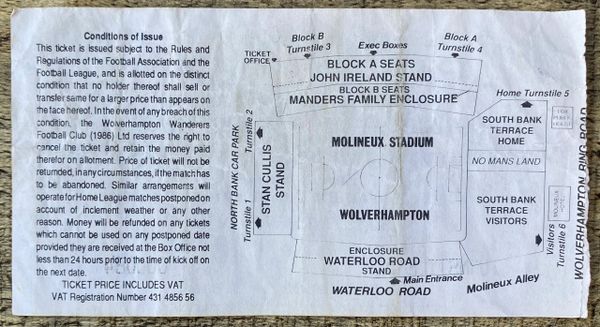 Conditions of Issue
This ticket is issued subject to the Rules and
Regulations of the Football Association and the
Football League, and is allotted on the distinct
condition that no holder thereof shall sell or
transfer same for a larger price than appears on
the face hereof. In the event of any breach of this
condition, the Wolverhampton Wanderers
Football Club (1986) Ltd reserves the right to
cancel the ticket and retain the money paid
therefor on allotment. Price of ticket will not be
returned, in any circumstances, if the match has
to be abandoned. Similar arrangements will
operate for Home League matches postponed on
account of inclement weather or any other
reason. Money will be refunded on any tickets
which cannot be used on any postponed date
provided they are received at the Box Office not
less than 24 hours prior to the time of kick off on
the next date.
TICKET PRICE INCLUDES VAT
VAT Registration Number 431 4856 56
TICKET
OFFICE
Block B
Turnstile 3
Exec Boxes
Block A
Turnstile 4
BLOCK A SEATS
JOHN IRELAND STAND
BLOCK B SEATS
MANDERS FAMILY ENCLOSURE
NORTH BANK CAR PARK
Turnstile 2
Turnstile 1
STAN CULLIS
STAND
MOLINEUX STADIUM
WOLVERHAMPTON
Home Turnstile 5
SOUTH BANK
TERRACE
HOME
NO MANS LAND
SOUTH BANK
TERRACE
VISITORS
MOLINEUX
HOTEL
Visitors
Turnstile 6
WOLVERHAMPTON RING ROAD
ENCLOSURE
WATERLOO ROAD
STAND
Main Entrance
WATERLOO ROAD
Molineux Alley